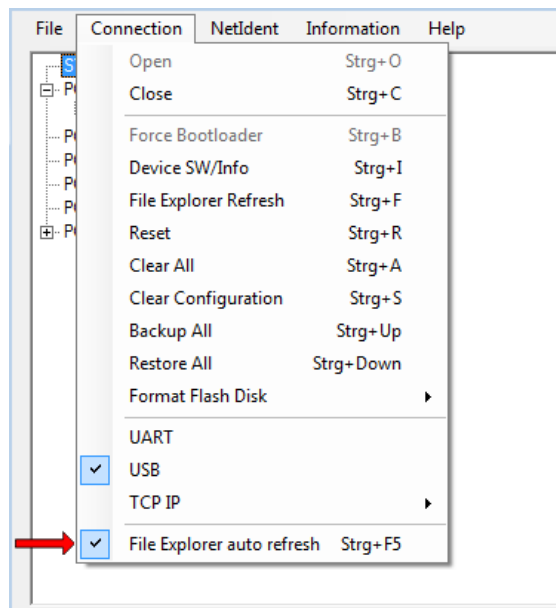 File Connection NetIdent Information Help
Open Strg+O
Close Strg+C
Force Bootloader Strg+B
Device SW/Info Strg+I
File Explorer Refresh Strg+F
Reset Strg+R
Clear All Strg+A
Clear Configuration Strg+S
Backup All Strg+Up
Restore All Strg+Down
Format Flash Disk
UART
USB
TCP IP
File Explorer auto refresh Strg+F5